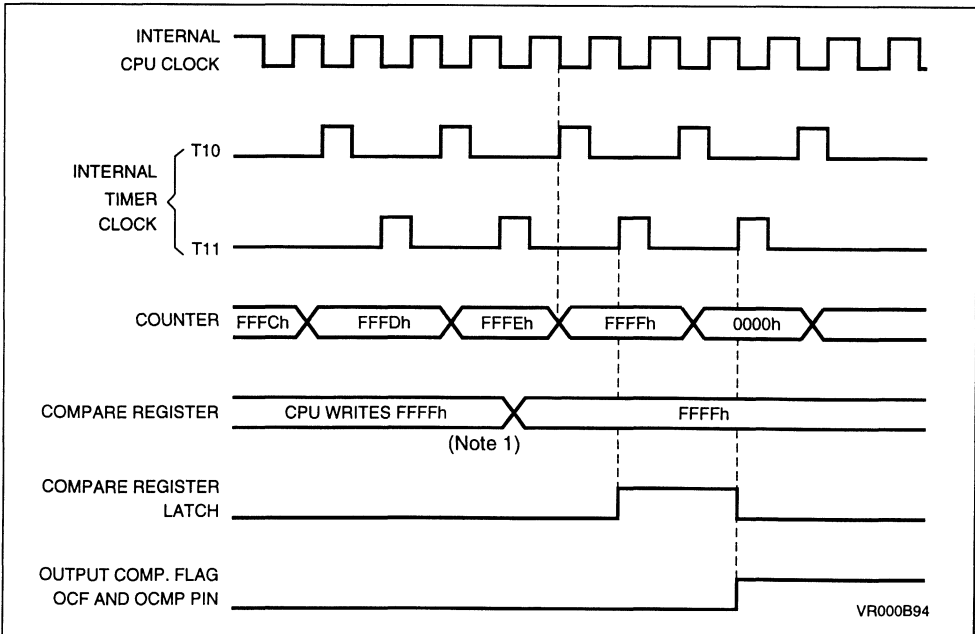 INTERNAL
CPU CLOCK
T10
INTERNAL
TIMER
CLOCK
T11
COUNTER
FFFCh
FFFDh
FFFEh
FFFFh
0000h
COMPARE REGISTER
CPU WRITES FFFFh
FFFFh
(Note 1)
COMPARE REGISTER
LATCH
OUTPUT COMP. FLAG
OCF AND OCMP PIN
VR000B94